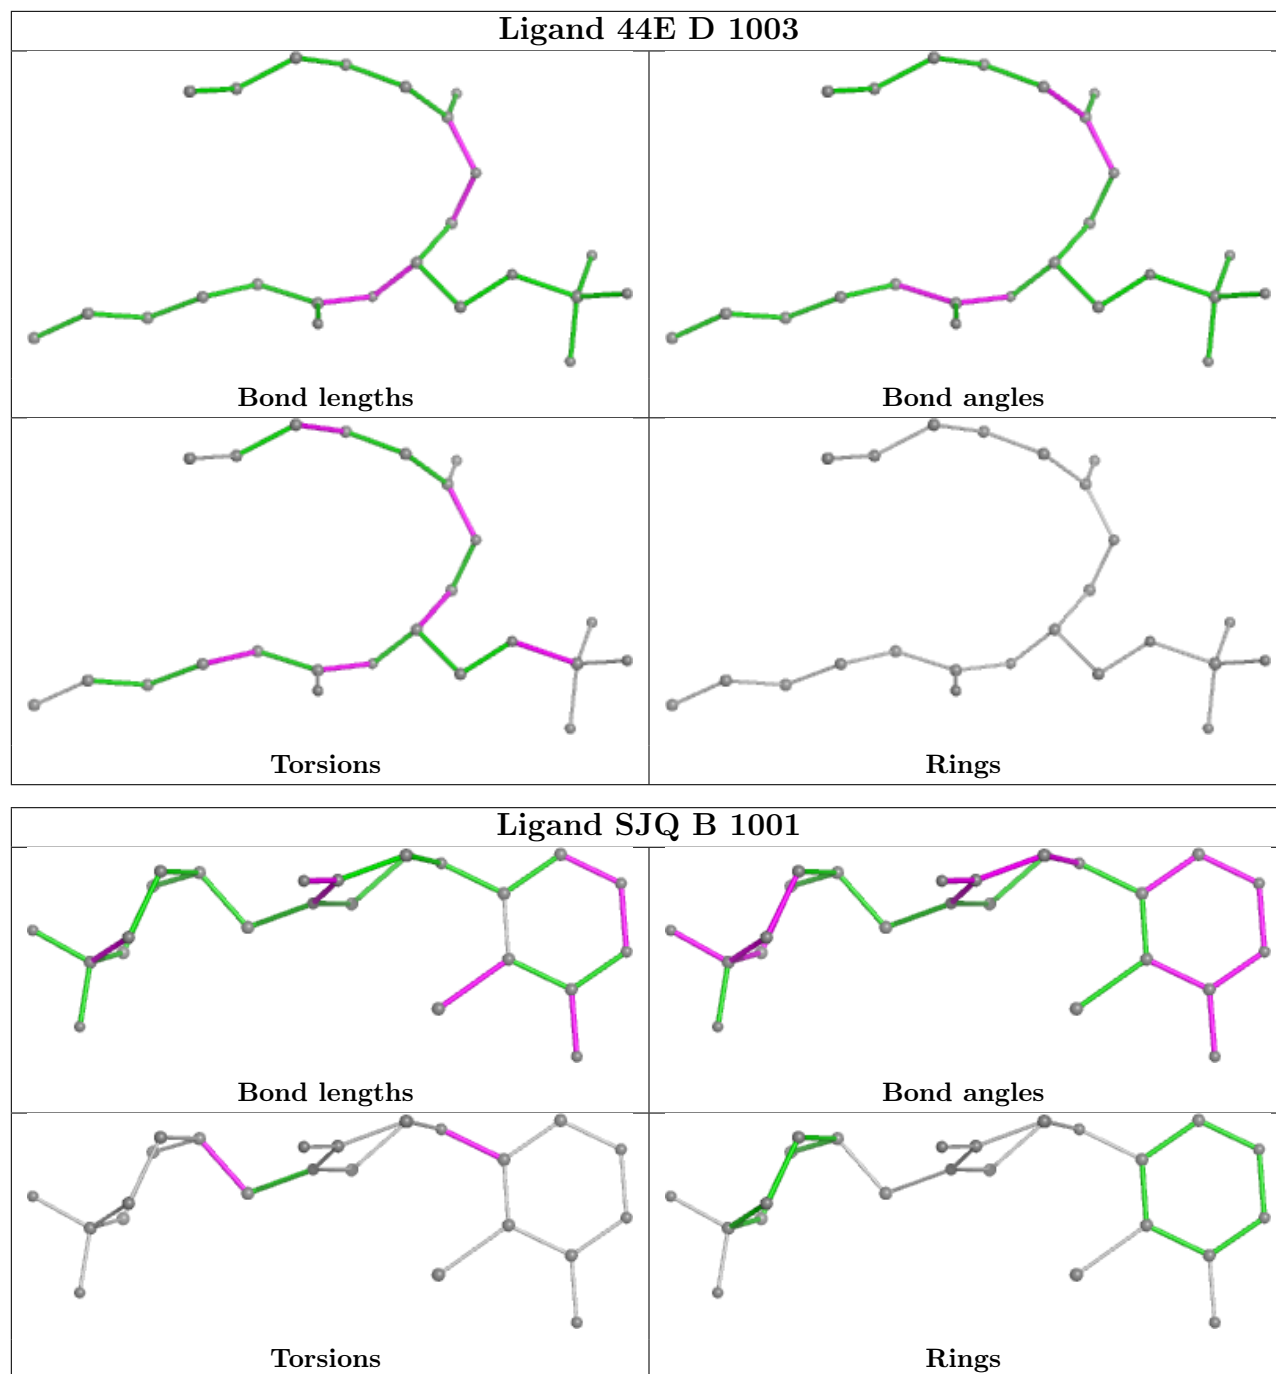 Ligand 44E D 1003
Bond lengths
Bond angles
Torsions
Rings
Ligand SJQ B 1001
Bond lengths
Bond angles
Torsions
Rings